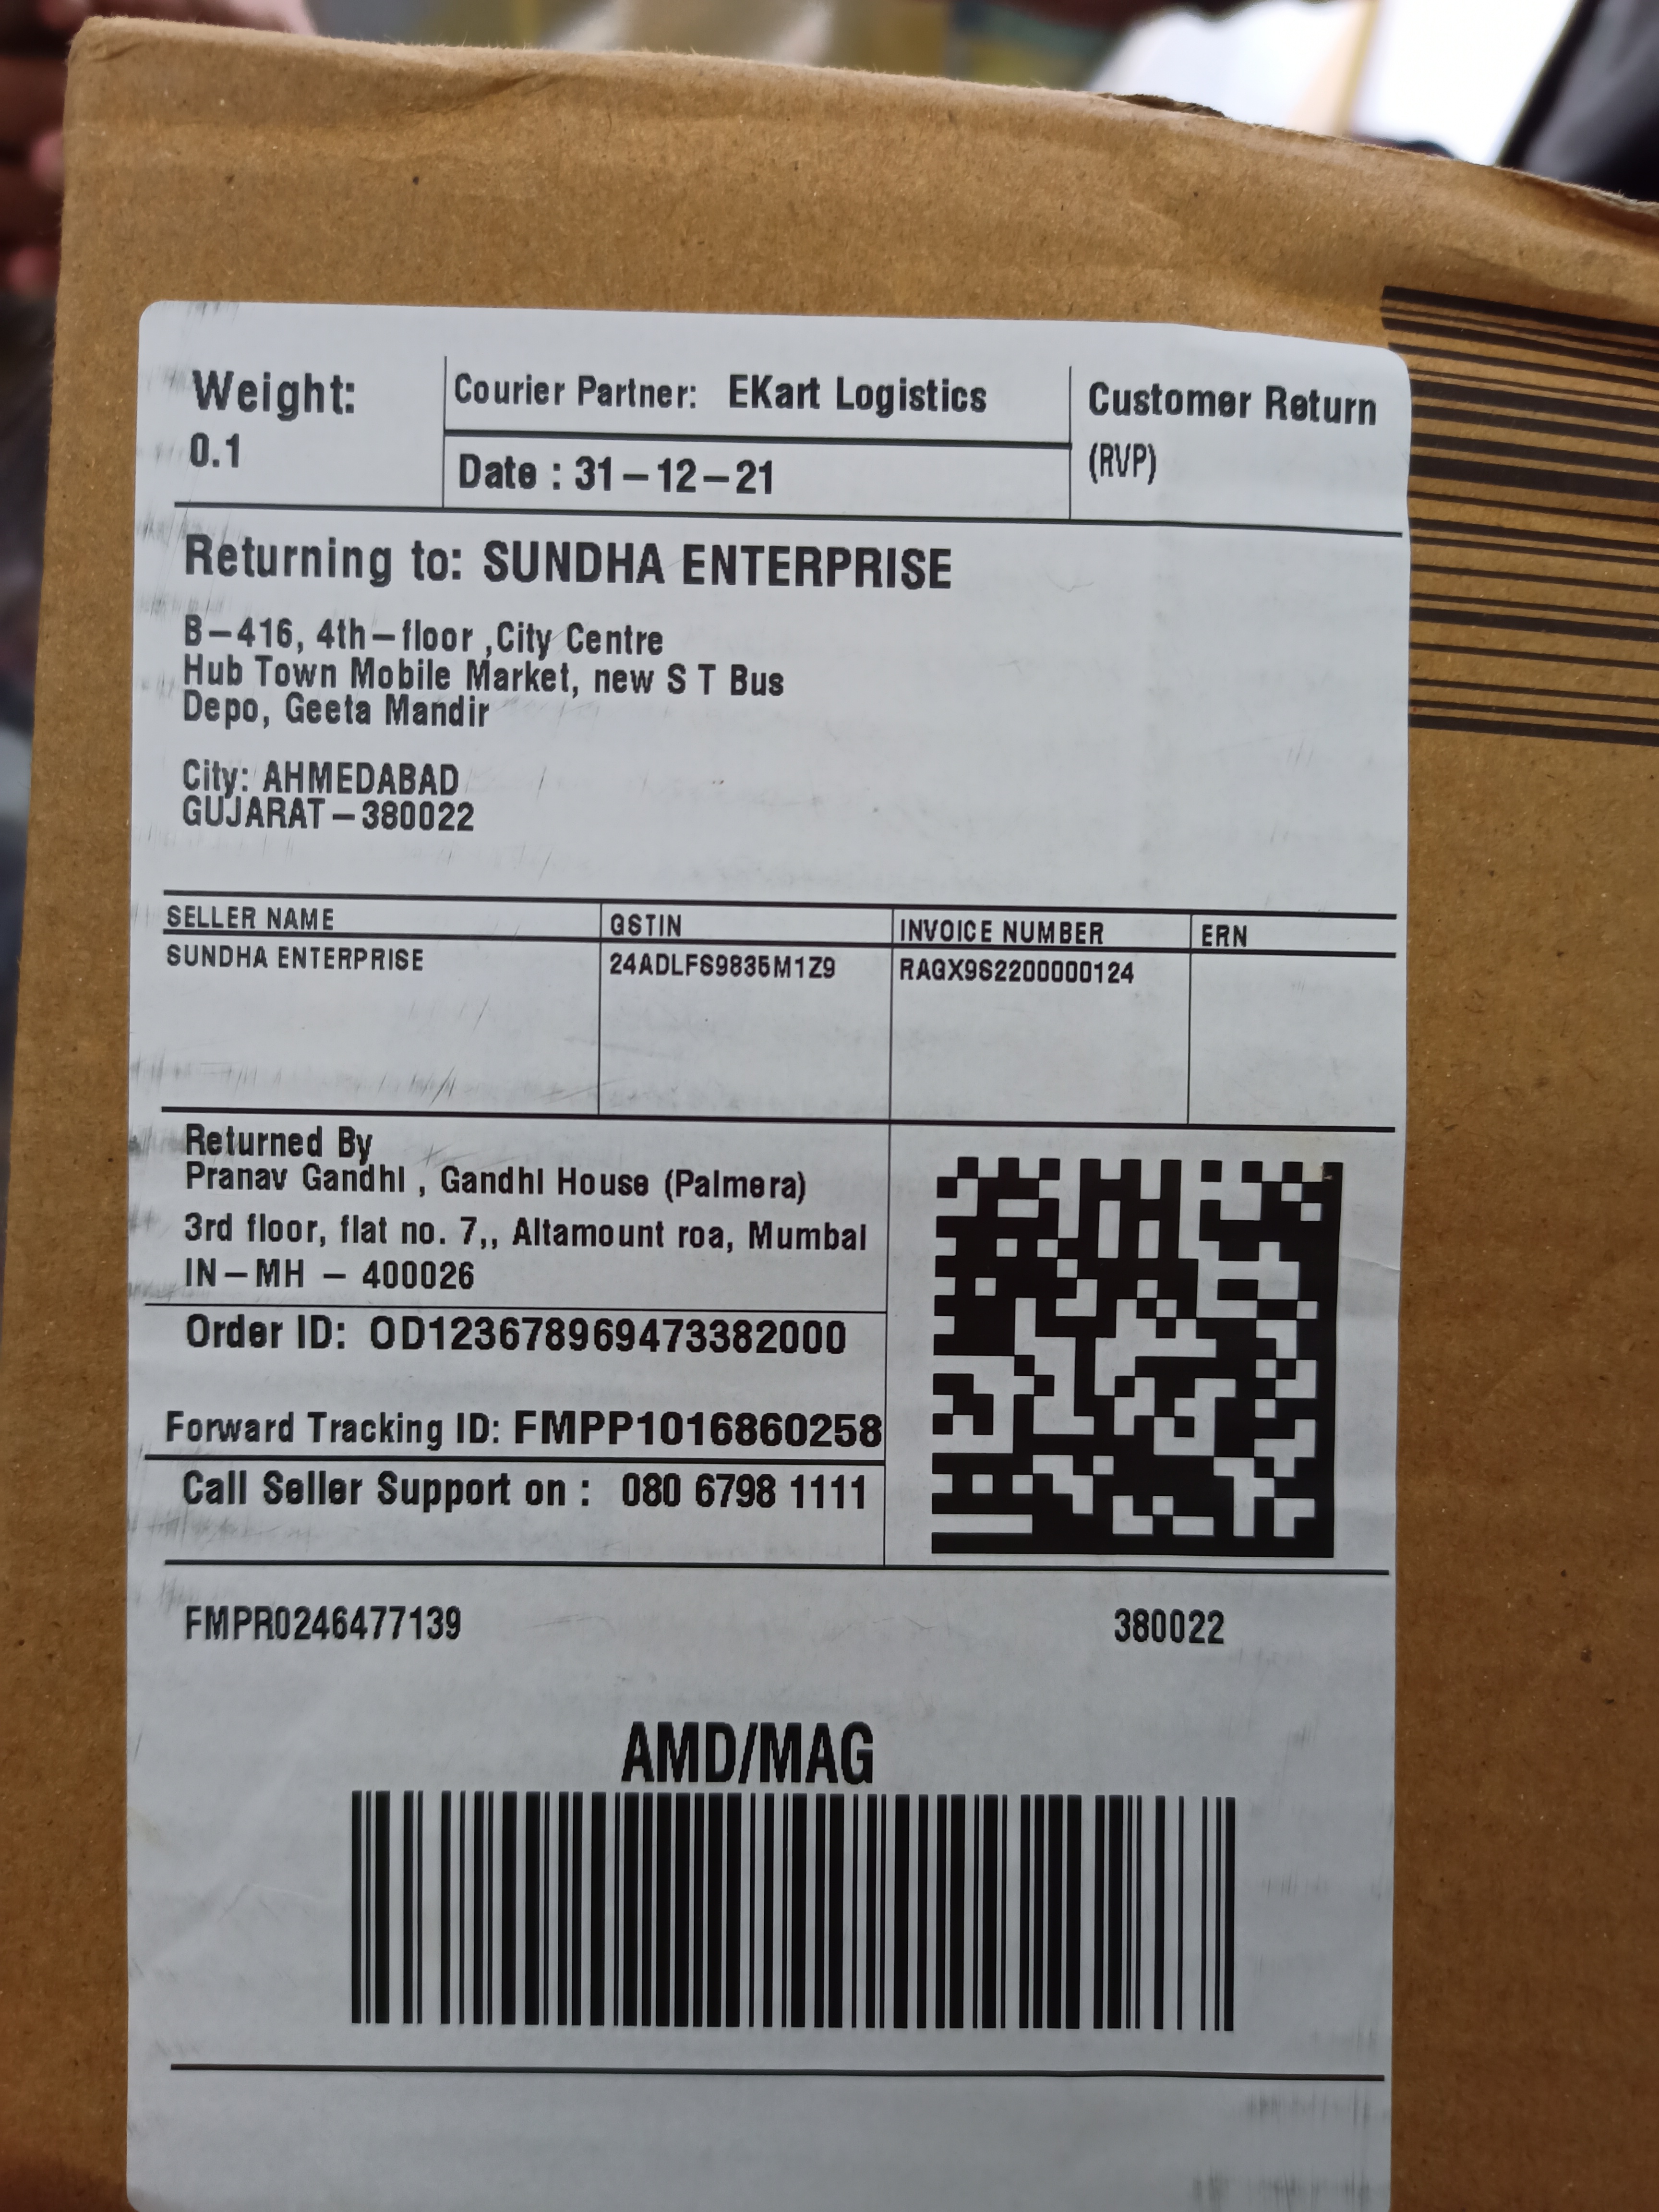 Weight:
0.1
Courier Partner: EKart Logistics
Date : 31-12-21
Customer Return
(RVP)
Returning to: SUNDHA ENTERPRISE
B-416, 4th-floor ,City Centre
Hub Town Mobile Market, new S T Bus
Depo, Geeta Mandir
City: AHMEDABAD
GUJARAT-380022
SELLER NAME GSTIN INVOICE NUMBER ERN
SUNDHA ENTERPRISE 24ADLFS9835M1Z9 RAGX9S2200000124
Returned By
Pranav Gandhi , Gandhi House (Palmera)
3rd floor, flat no. 7,, Altamount roa, Mumbai
IN-MH - 400026
Order ID: OD123678969473382000
Forward Tracking ID: FMPP1016860258
Call Seller Support on : 080 6798 1111
FMPR0246477139 380022
AMD/MAG